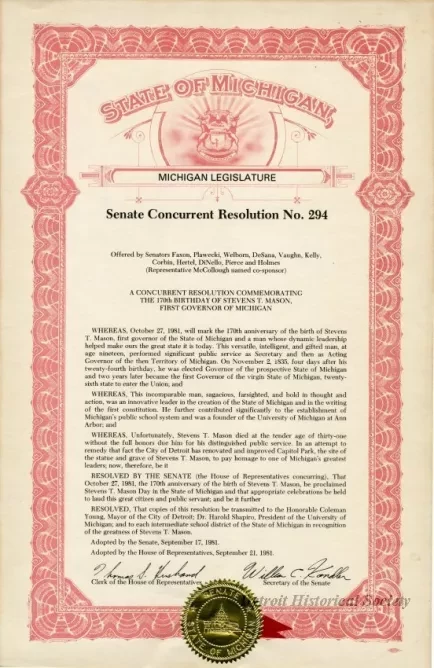 STATE OF MICHIGAN
MICHIGAN LEGISLATURE
Senate Concurrent Resolution No. 294
Offered by Senators Faxon, Plawecki, Welborn, DeSana, Vaughn, Kelly,
Corbin, Hertel, DiNello, Pierce and Holmes
(Representative McCollough named co-sponsor)
A CONCURRENT RESOLUTION COMMEMORATING
THE 170th BIRTHDAY OF STEVENS T. MASON,
FIRST GOVERNOR OF MICHIGAN
WHEREAS, October 27, 1981, will mark the 170th anniversary of the birth of Stevens
T. Mason, first governor of the State of Michigan and a man whose dynamic leadership
helped make ours the great state it is today. This versatile, intelligent, and gifted man, at
age nineteen, performed significant public service as Secretary and then as Acting
Governor of the then Territory of Michigan. On November 2, 1835, four days after his
twenty-fourth birthday, he was elected Governor of the prospective State of Michigan
and two years later became the first Governor of the virgin State of Michigan, twenty-
sixth state to enter the Union; and
WHEREAS, This incomparable man, sagacious, farsighted, and bold in thought and
action, was an innovative leader in the creation of the State of Michigan and in the writing
of the first constitution. He further contributed significantly to the establishment of
Michigan's public school system and was a founder of the University of Michigan at Ann
Arbor; and
WHEREAS, Unfortunately, Stevens T. Mason died at the tender age of thirty-one
without the full honors due him for his distinguished public service. In an attempt to
remedy that fact the City of Detroit has renovated and improved Capitol Park, the site of
the statue and grave of Stevens T. Mason, to pay homage to one of Michigan's greatest
leaders; now, therefore, be it
RESOLVED BY THE SENATE (the House of Representatives concurring), That
October 27, 1981, the 170th anniversary of the birth of Stevens T. Mason, be proclaimed
Stevens T. Mason Day in the State of Michigan and that appropriate celebrations be held
to laud this great citizen and public servant; and be it further
RESOLVED, That copies of this resolution be transmitted to the Honorable Coleman
Young, Mayor of the City of Detroit; Dr. Harold Shapiro, President of the University of
Michigan; and to each intermediate school district of the State of Michigan in recognition
of the greatness of Stevens T. Mason.
Adopted by the Senate, September 17, 1981.
Adopted by the House of Representatives, September 21, 1981.
Thomas S. Husband
William C. Kandler
Clerk of the House of Representatives
Secretary of the Senate
SENATE
STATE OF MICHIGAN
Detroit Historical Society